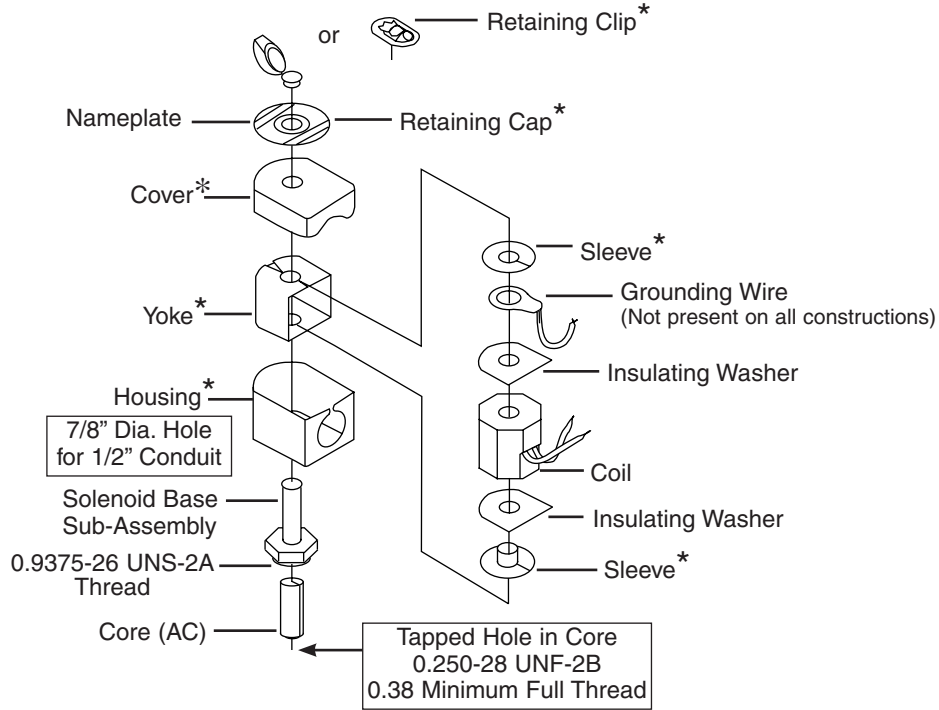 or
Retaining Clip*
Nameplate
Retaining Cap*
Cover*
Sleeve*
Grounding Wire
(Not present on all constructions)
Yoke*
Insulating Washer
Housing*
7/8” Dia. Hole
for 1/2” Conduit
Coil
Solenoid Base
Sub-Assembly
Insulating Washer
0.9375-26 UNS-2A
Thread
Sleeve*
Core (AC)
Tapped Hole in Core
0.250-28 UNF-2B
0.38 Minimum Full Thread